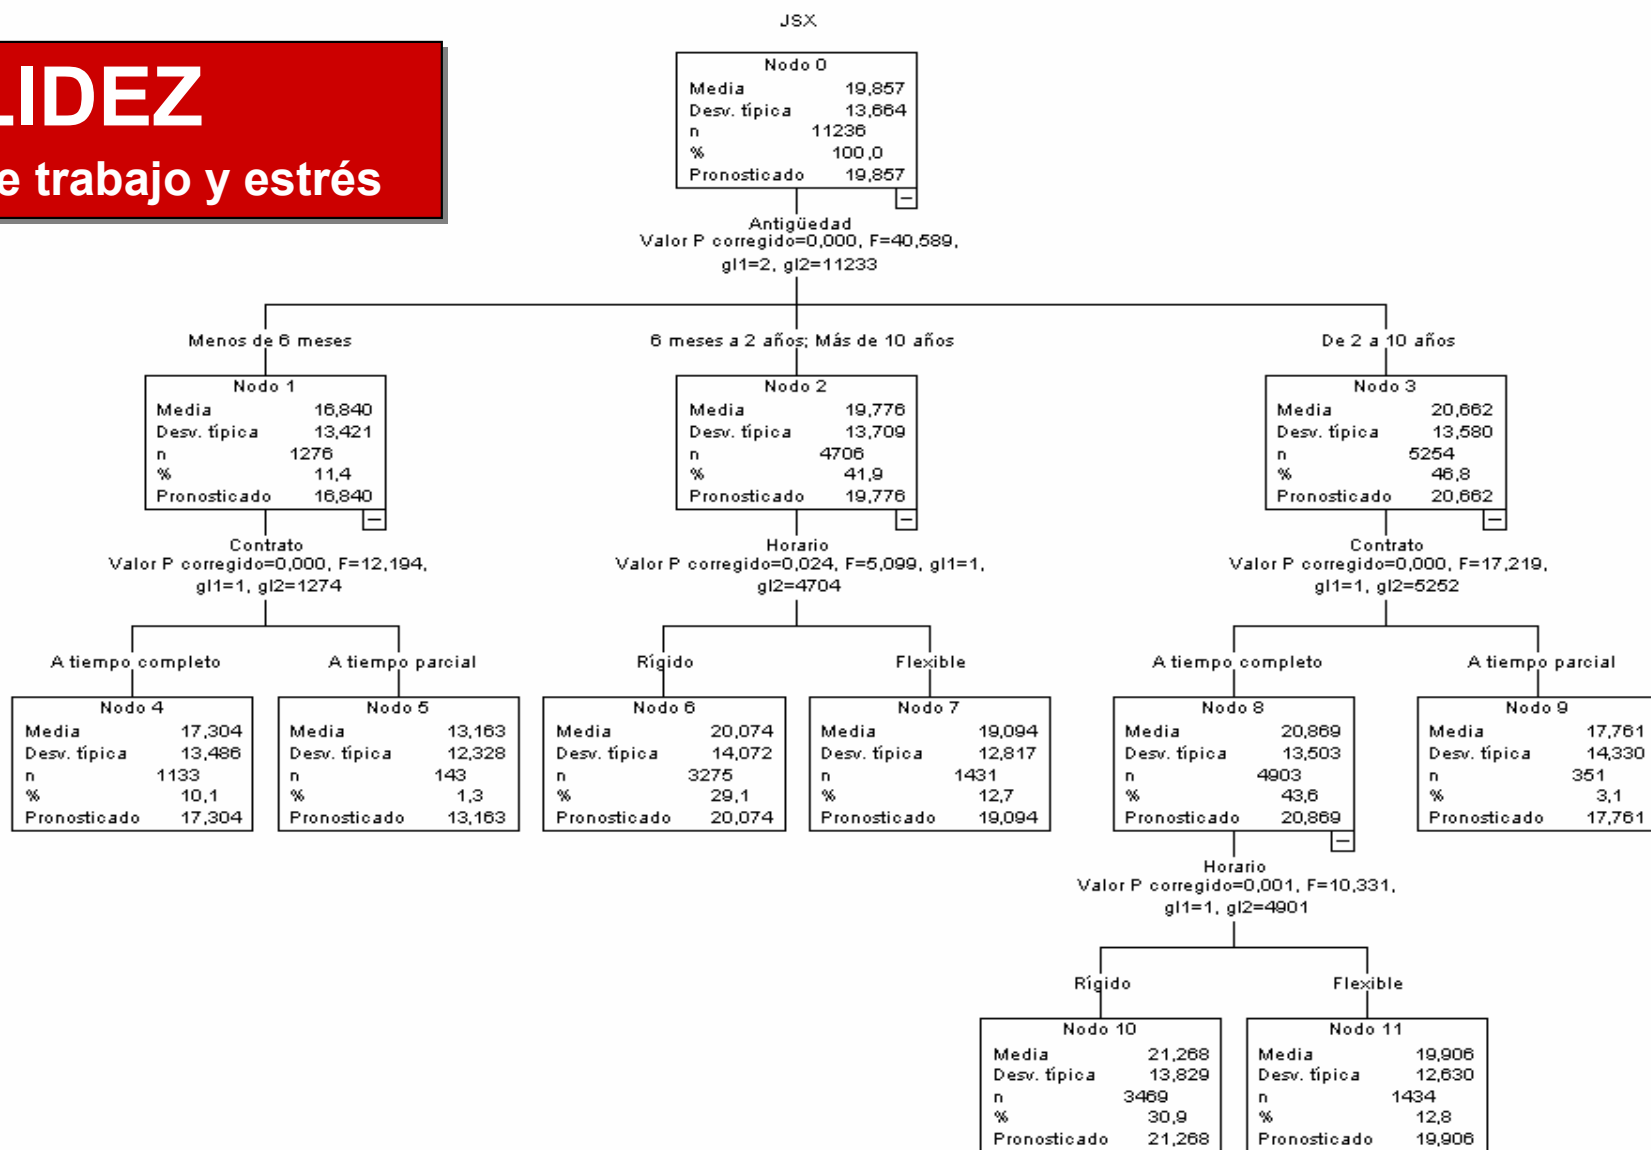 JSX
LIDEZ
e trabajo y estrés
Nodo 0
Media 19,857
Desv. típica 13,664
n 11236
% 100,0
Pronosticado 19,857
Antigüedad
Valor P corregido=0,000, F=40,589,
gl1=2, gl2=11233
Menos de 6 meses
6 meses a 2 años; Más de 10 años
De 2 a 10 años
Nodo 1
Media 16,840
Desv. típica 13,421
n 1276
% 11,4
Pronosticado 16,840
Nodo 2
Media 19,776
Desv. típica 13,709
n 4706
% 41,9
Pronosticado 19,776
Nodo 3
Media 20,662
Desv. típica 13,580
n 5254
% 46,8
Pronosticado 20,662
Contrato
Valor P corregido=0,000, F=12,194,
gl1=1, gl2=1274
Horario
Valor P corregido=0,024, F=5,099, gl1=1,
gl2=4704
Contrato
Valor P corregido=0,000, F=17,219,
gl1=1, gl2=5252
A tiempo completo
A tiempo parcial
Rígido
Flexible
A tiempo completo
A tiempo parcial
Nodo 4
Media 17,304
Desv. típica 13,486
n 1133
% 10,1
Pronosticado 17,304
Nodo 5
Media 13,163
Desv. típica 12,328
n 143
% 1,3
Pronosticado 13,163
Nodo 6
Media 20,074
Desv. típica 14,072
n 3275
% 29,1
Pronosticado 20,074
Nodo 7
Media 19,094
Desv. típica 12,817
n 1431
% 12,7
Pronosticado 19,094
Nodo 8
Media 20,869
Desv. típica 13,503
n 4903
% 43,6
Pronosticado 20,869
Nodo 9
Media 17,761
Desv. típica 14,330
n 351
% 3,1
Pronosticado 17,761
Horario
Valor P corregido=0,001, F=10,331,
gl1=1, gl2=4901
Rígido
Flexible
Nodo 10
Media 21,268
Desv. típica 13,829
n 3469
% 30,9
Pronosticado 21,268
Nodo 11
Media 19,906
Desv. típica 12,630
n 1434
% 12,8
Pronosticado 19,906